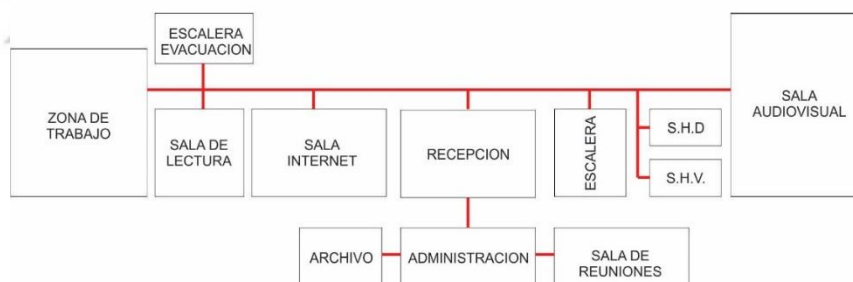 ESCALERA
EVACUACION
ZONA DE
TRABAJO
SALA DE
LECTURA
SALA
INTERNET
RECEPCION
ESCALERA
S.H.D
S.H.V.
SALA
AUDIOVISUAL
ARCHIVO
ADMINISTRACION
SALA DE
REUNIONES